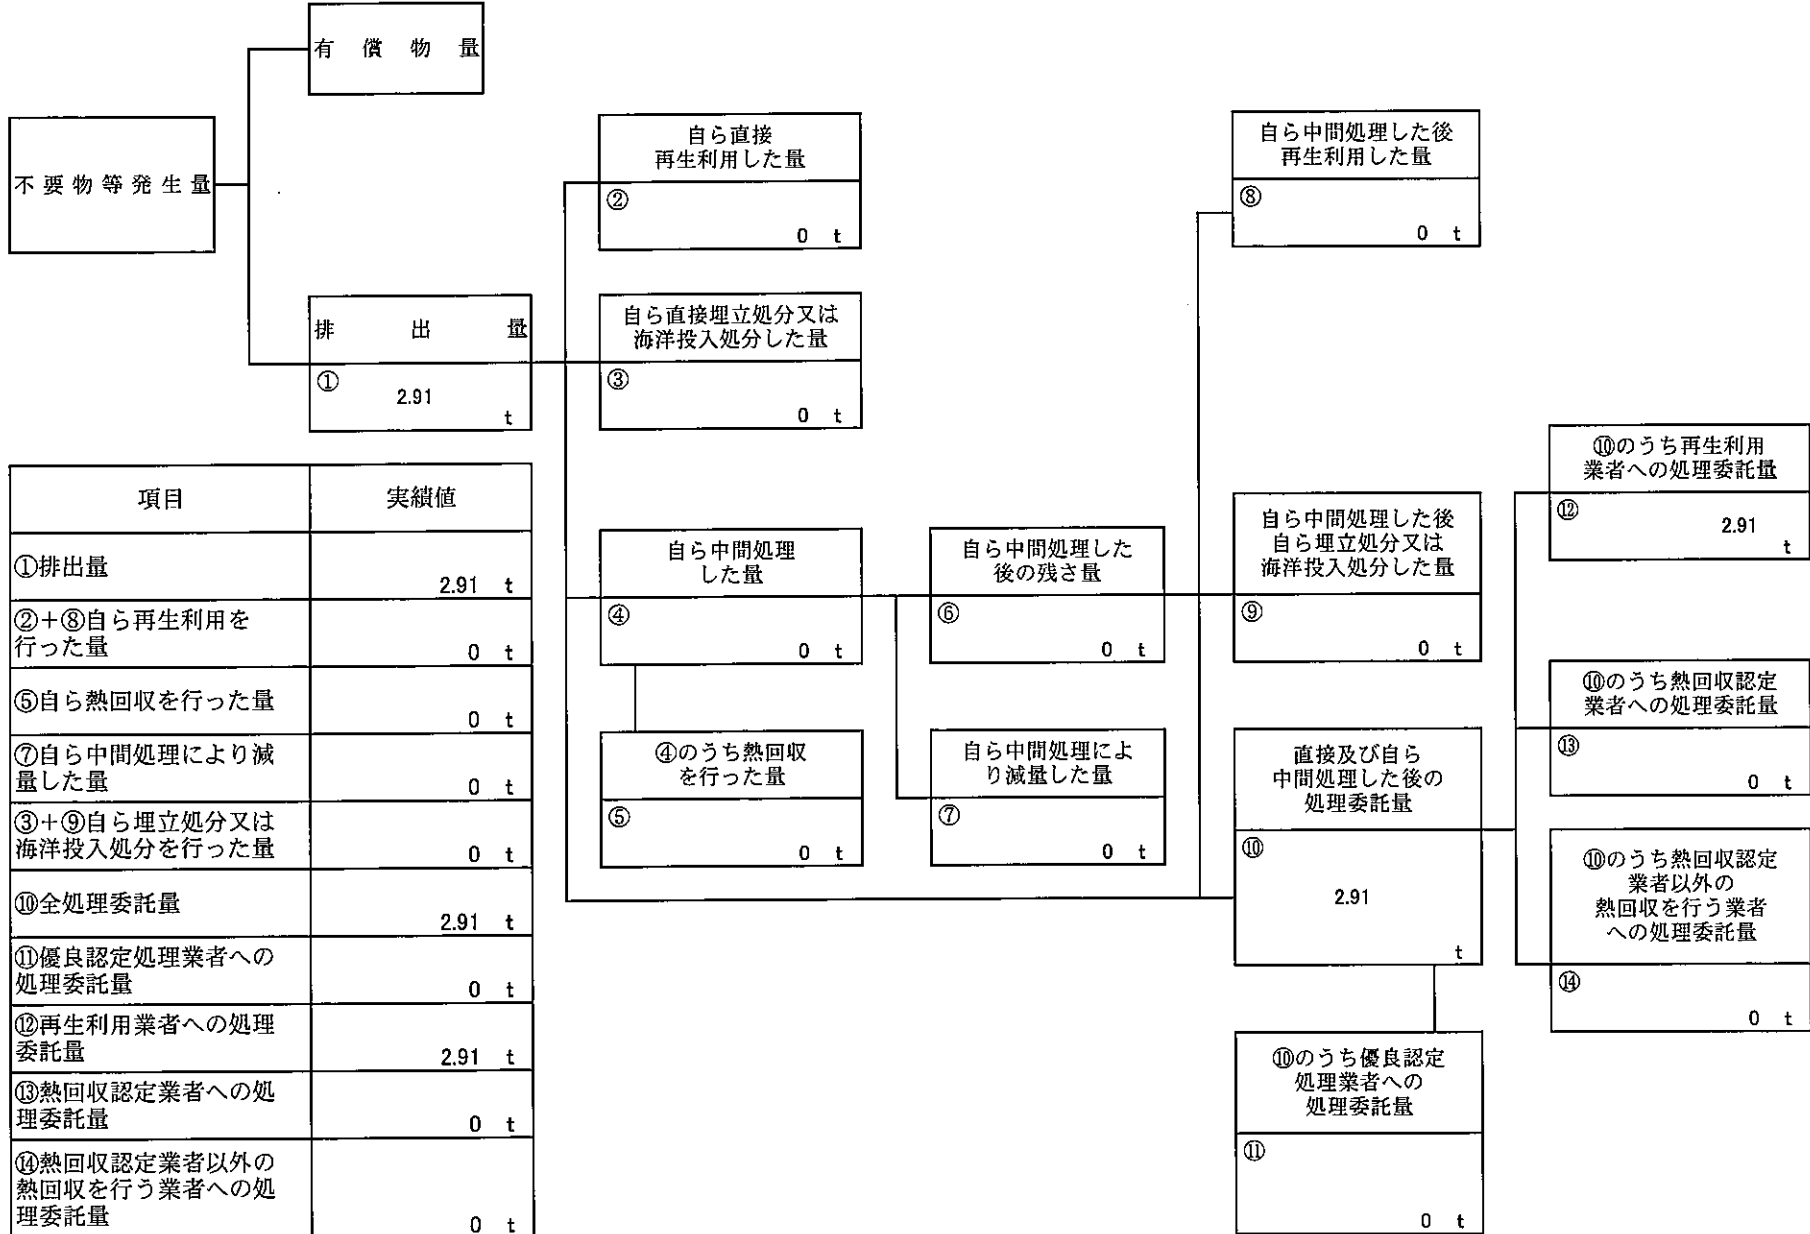 有償物量
不要物等発生量
自ら直接
再生利用した量
②
0 t
自ら中間処理した後
再生利用した量
⑧
0 t
排出量
①
2.91
t
自ら直接埋立処分又は
海洋投入処分した量
③
0 t
項目 実績値
①排出量
2.91 t
②+⑧自ら再生利用を
行った量
0 t
⑤自ら熱回収を行った量
0 t
⑦自ら中間処理により減
量した量
0 t
③+⑨自ら埋立処分又は
海洋投入処分を行った量
0 t
⑩全処理委託量
2.91 t
⑪優良認定処理業者への
処理委託量
0 t
⑫再生利用業者への処理
委託量
2.91 t
⑬熱回収認定業者への処
理委託量
0 t
⑭熱回収認定業者以外の
熱回収を行う業者への処
理委託量
0 t
自ら中間処理
した量
④
0 t
④のうち熱回収
を行った量
⑤
0 t
自ら中間処理した
後の残さ量
⑥
0 t
自ら中間処理によ
り減量した量
⑦
0 t
自ら中間処理した後
自ら埋立処分又は
海洋投入処分した量
⑨
0 t
直接及び自ら
中間処理した後の
処理委託量
⑩
2.91
t
⑩のうち優良認定
処理業者への
処理委託量
⑪
0 t
⑩のうち再生利用
業者への処理委託量
⑫
2.91
t
⑩のうち熱回収認定
業者への処理委託量
⑬
0 t
⑩のうち熱回収認定
業者以外の
熱回収を行う業者
への処理委託量
⑭
0 t